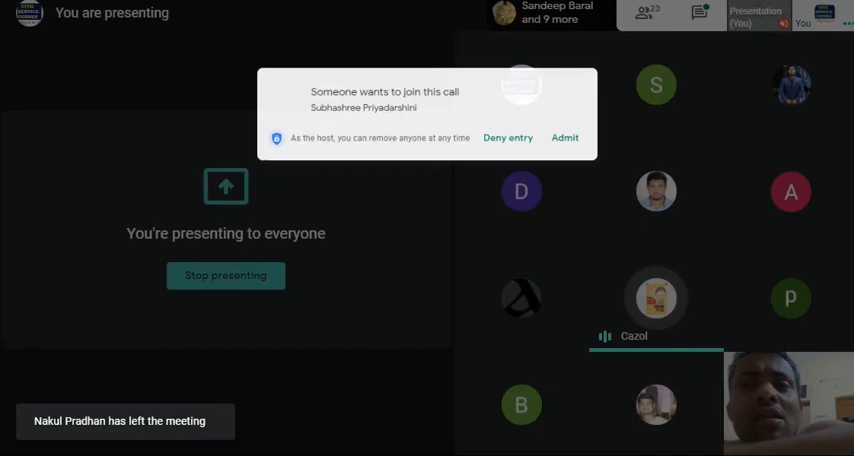 You are presenting
Sandeep Baral
and 9 more
23
Presentation
(You)
You
Someone wants to join this call
Subhashree Priyadarshini
As the host, you can remove anyone at any time
Deny entry
Admit
S
D
A
You're presenting to everyone
Stop presenting
p
Cazol
B
Nakul Pradhan has left the meeting